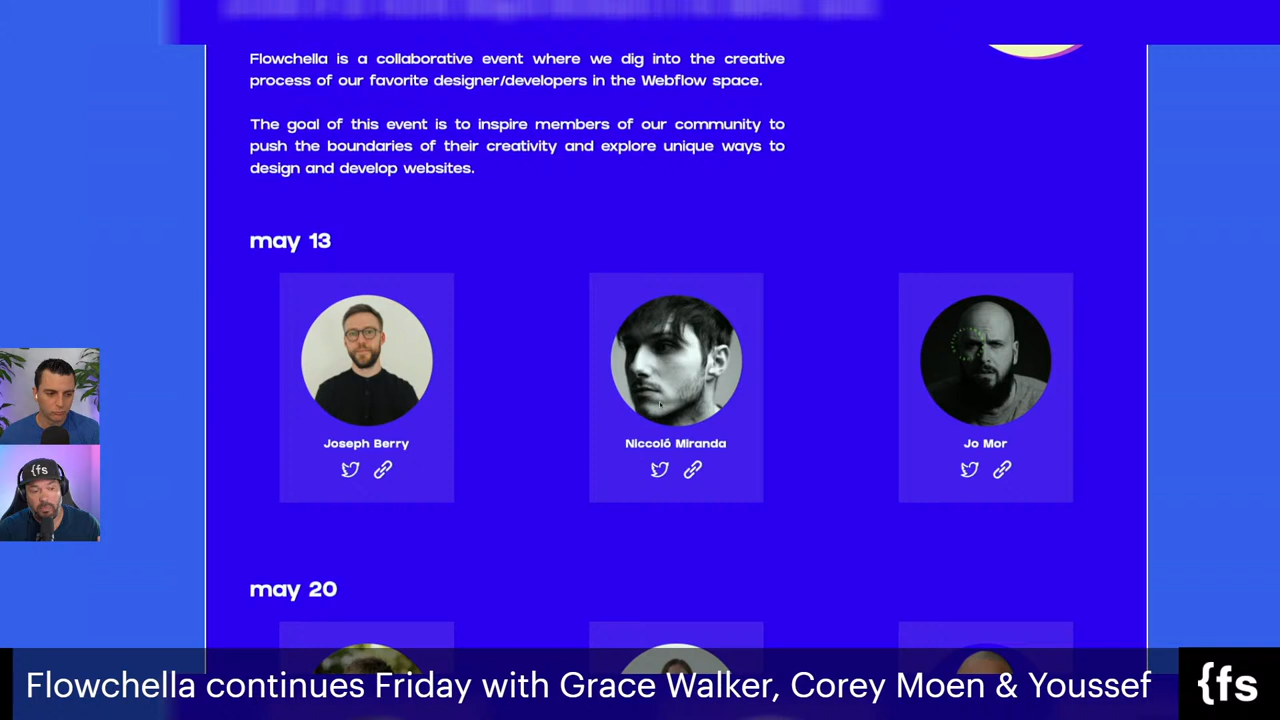 Flowchella is a collaborative event where we dig into the creative
process of our favorite designer/developers in the Webflow space.
The goal of this event is to inspire members of our community to
push the boundaries of their creativity and explore unique ways to
design and develop websites.
may 13
Joseph Berry
Niccoló Miranda
Jo Mor
{fs
may 20
Flowchella continues Friday with Grace Walker, Corey Moen & Youssef
{fs